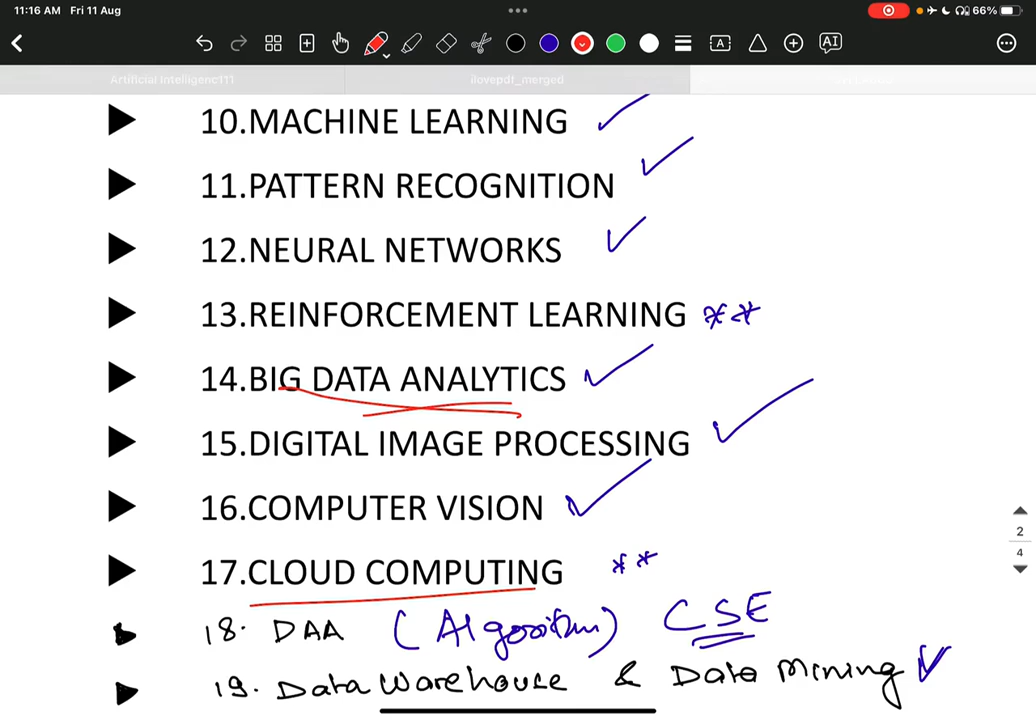 11:16 AM Fri 11 Aug
66%
A
AI
Artificial Intelligenc111
ilovepdf_merged
10.MACHINE LEARNING
11.PATTERN RECOGNITION
12.NEURAL NETWORKS
13.REINFORCEMENT LEARNING **
14.BIG DATA ANALYTICS
15.DIGITAL IMAGE PROCESSING
16.COMPUTER VISION
2
4
17.CLOUD COMPUTING **
18. DAA (Algorithm) CSE
19. Data Warehouse & Data Mining